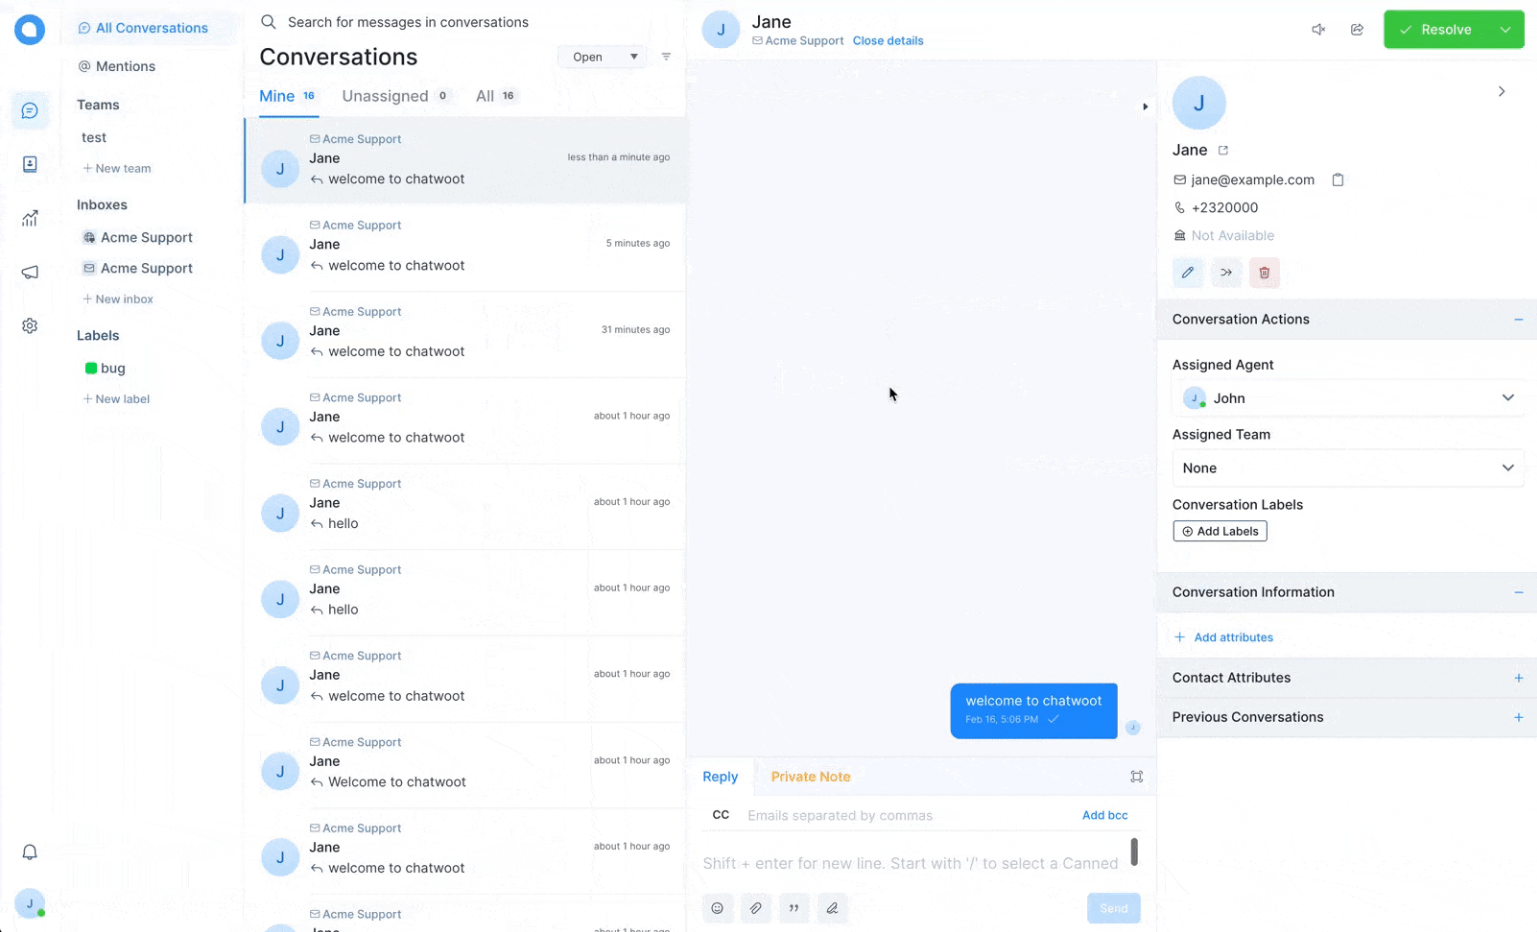 All Conversations
Mentions
Teams
test
+ New team
Inboxes
Acme Support
Acme Support
+ New inbox
Labels
bug
+ New label
J
Search for messages in conversations
Conversations
Open
Mine 16
Unassigned 0
All 16
Acme Support
J
Jane
less than a minute ago
welcome to chatwoot
Acme Support
J
Jane
5 minutes ago
welcome to chatwoot
Acme Support
J
Jane
31 minutes ago
welcome to chatwoot
Acme Support
J
Jane
about 1 hour ago
welcome to chatwoot
Acme Support
J
Jane
about 1 hour ago
hello
Acme Support
J
Jane
about 1 hour ago
hello
Acme Support
J
Jane
about 1 hour ago
welcome to chatwoot
Acme Support
J
Jane
about 1 hour ago
Welcome to chatwoot
Acme Support
J
Jane
about 1 hour ago
welcome to chatwoot
Acme Support
Jane
about 1 hour ago
J
Jane
Acme Support Close details
Resolve
welcome to chatwoot
Feb 16, 5:06 PM
J
Reply
Private Note
CC
Emails separated by commas
Add bcc
Shift + enter for new line. Start with '/' to select a Canned
Send
J
Jane
jane@example.com
+2320000
Not Available
Conversation Actions
Assigned Agent
J
John
Assigned Team
None
Conversation Labels
Add Labels
Conversation Information
+ Add attributes
Contact Attributes
Previous Conversations